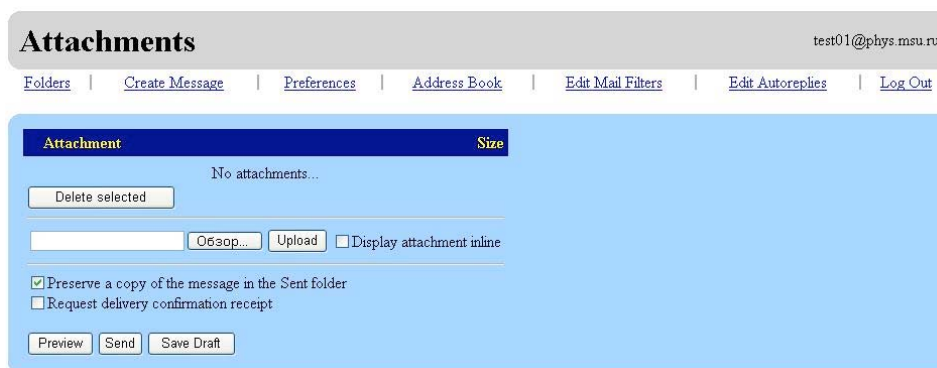 Attachments
test01@phys.msu.ru
Folders | Create Message | Preferences | Address Book | Edit Mail Filters | Edit Autoreplies | Log Out
Attachment Size
No attachments...
Delete selected
Обзор... Upload Display attachment inline
Preserve a copy of the message in the Sent folder
Request delivery confirmation receipt
Preview Send Save Draft